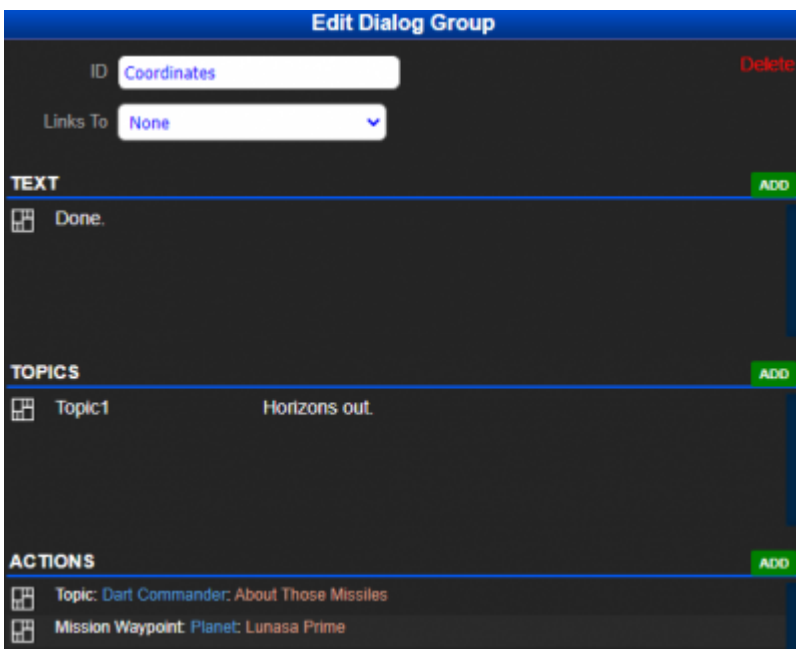 Edit Dialog Group
ID Coordinates Delete
Links To None
TEXT ADD
Done.
TOPICS ADD
Topic1 Horizons out.
ACTIONS ADD
Topic: Dart Commander: About Those Missiles
Mission Waypoint: Planet: Lunasa Prime